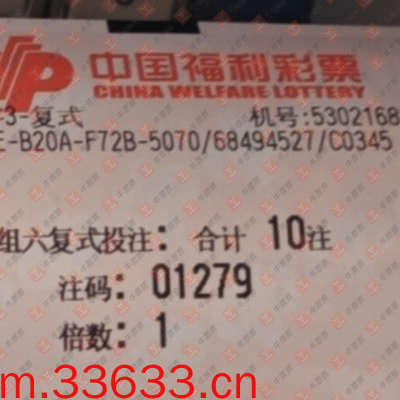 中国福利彩票
CHINA WELFARE LOTTERY
-3-复式 机号:5302168
E-B20A-F72B-5070/68494527/C0345
组六复式投注: 合计 10注
注码: 01279
倍数: 1
m.33633.cn